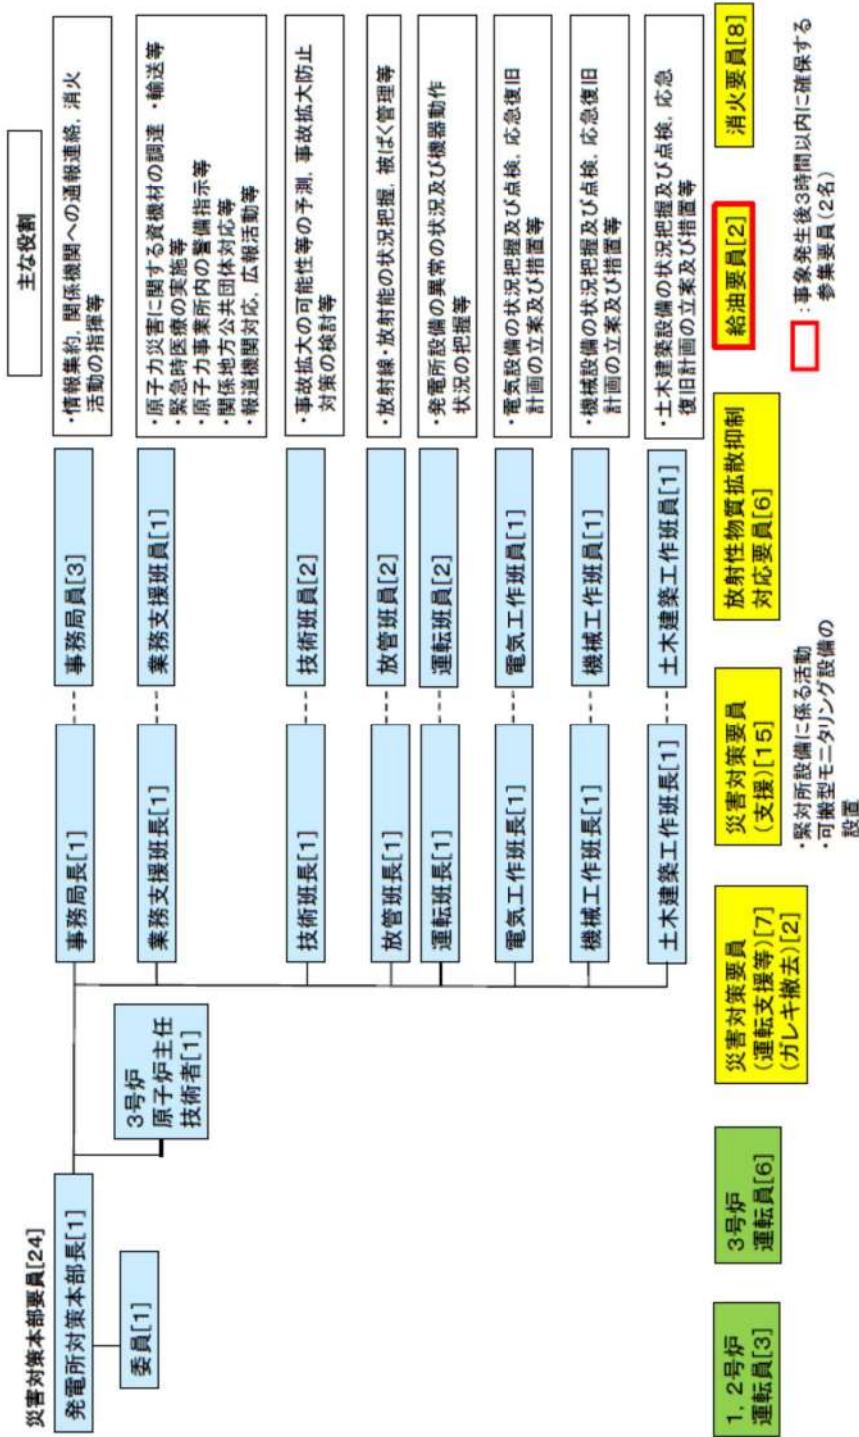 災害対策本部要員[24]
発電所対策本部長[1]
委員[1]
3号炉
原子炉主任
技術者[1]
主な役割
事務局長[1]
事務局員[3]
・情報集約，関係機関への通報連絡，消火
活動の指揮等
業務支援班長[1]
業務支援班員[1]
・原子力災害に関する資機材の調達・輸送等
・緊急時医療の実施等
・原子力事業所内の警備指示等
・関係地方公共団体対応等
・報道機関対応，広報活動等
技術班長[1]
技術班員[2]
・事故拡大の可能性等の予測，事故拡大防止
対策の検討等
放管班長[1]
放管班員[2]
・放射線・放射能の状況把握，被ばく管理等
運転班長[1]
運転班員[2]
・発電所設備の異常の状況及び機器動作
状況の把握等
電気工作班長[1]
電気工作班員[1]
・電気設備の状況把握及び点検，応急復旧
計画の立案及び措置等
機械工作班長[1]
機械工作班員[1]
・機械設備の状況把握及び点検，応急復旧
計画の立案及び措置等
土木建築工作班長[1]
土木建築工作班員[1]
・土木建築設備の状況把握及び点検，応急
復旧計画の立案及び措置等
1，2号炉
運転員[3]
3号炉
運転員[6]
災害対策要員
(運転支援等)[7]
(ガレキ撤去)[2]
災害対策要員
(支援)[15]
・緊対所設備に係る活動
・可搬型モニタリング設備の
設置
放射性物質拡散抑制
対応要員[6]
給油要員[2]
消火要員[8]
：事象発生後3時間以内に確保する
参集要員(2名)